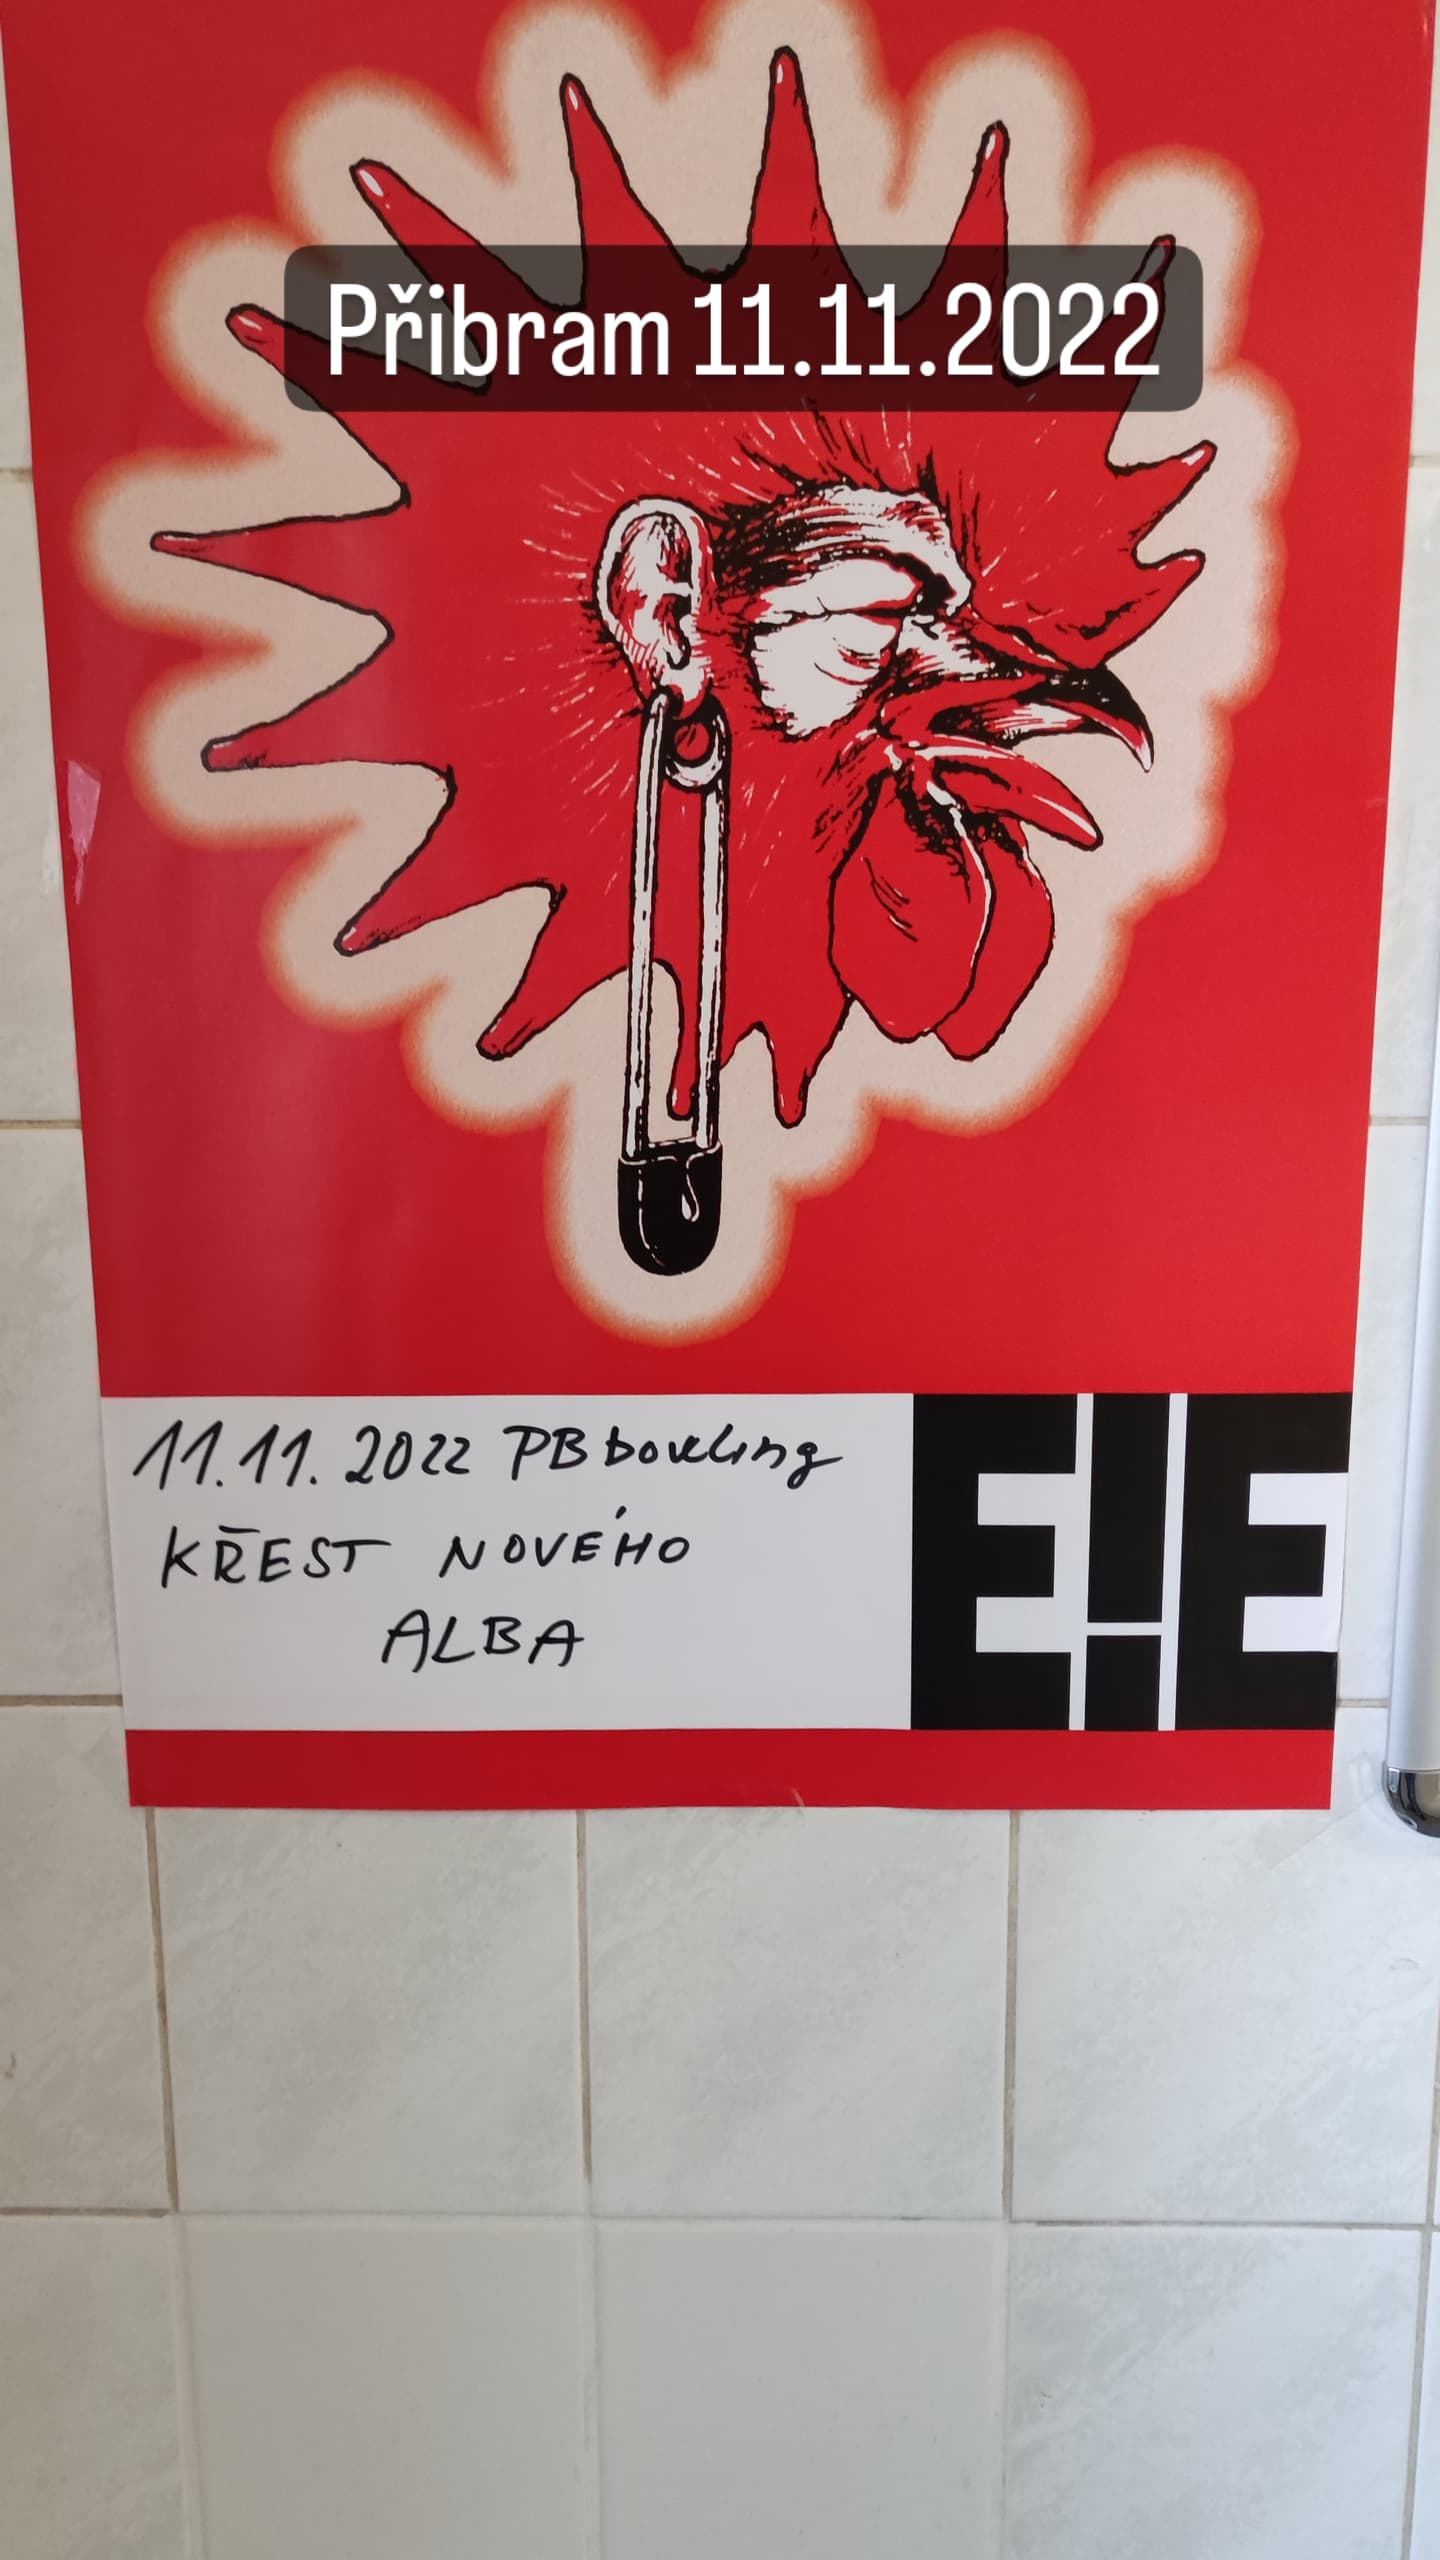 Přibram 11.11.2022
11.11.2022 PB bowling
KŘEST NOVÉHO
ALBA
E!E